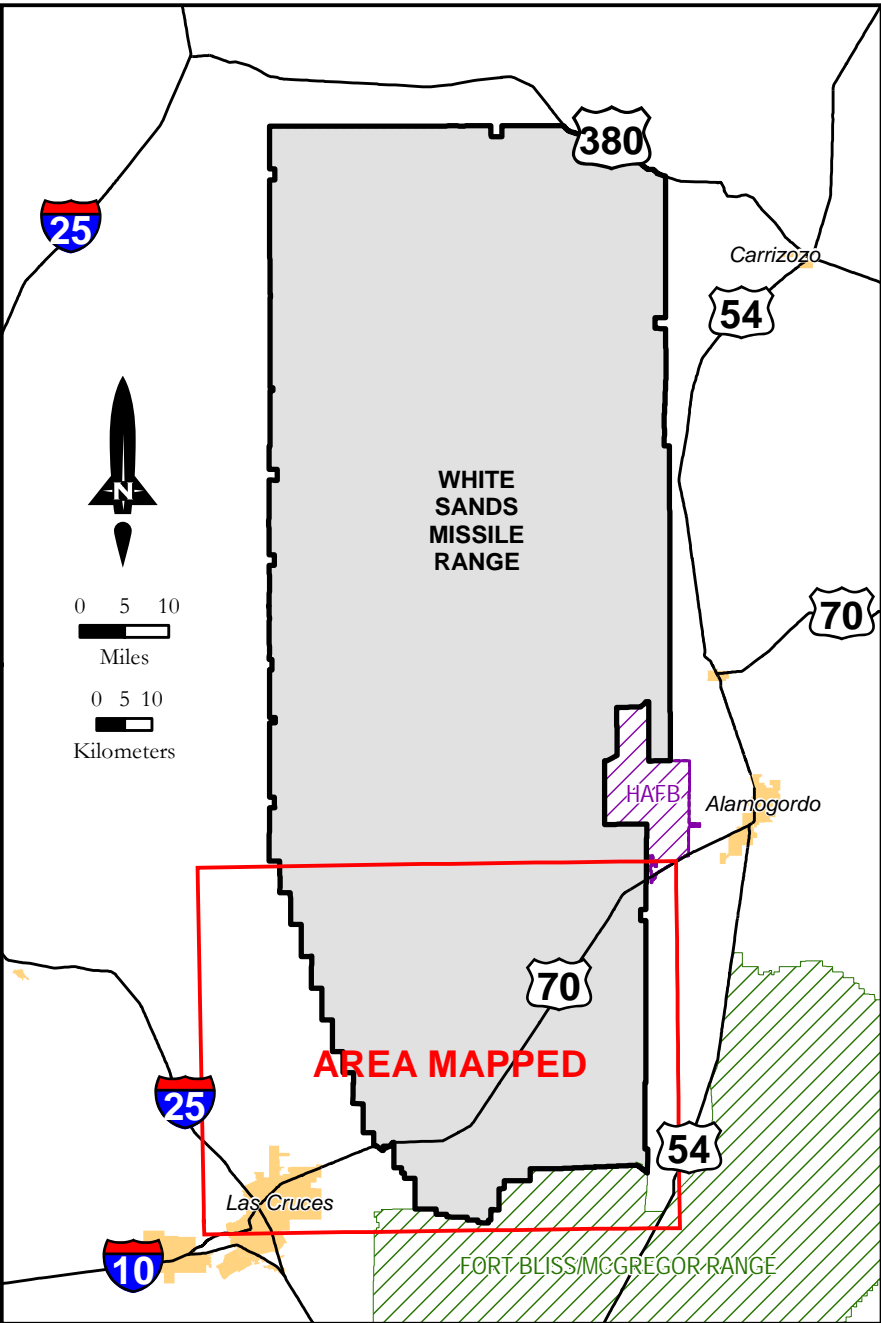 380
25
Carrizozo
54
WHITE
SANDS
MISSILE
RANGE
N
0 5 10
Miles
0 5 10
Kilometers
70
HAFB
Alamogordo
70
AREA MAPPED
25
54
Las Cruces
10
FORT BLISS/MCGREGOR RANGE